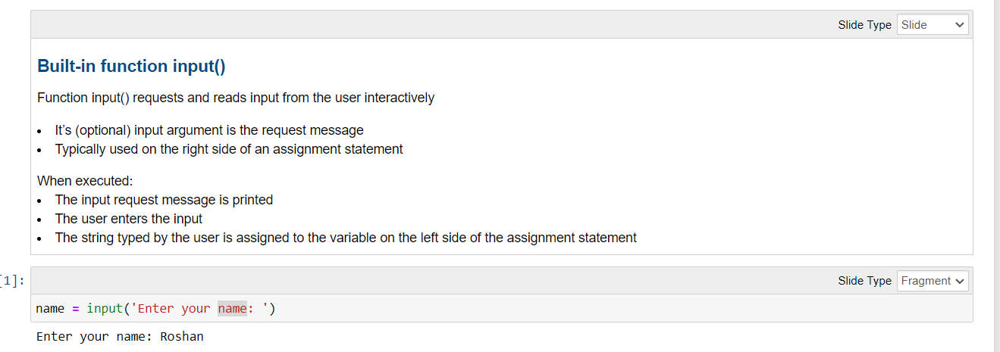 Slide Type Slide
Built-in function input()
Function input() requests and reads input from the user interactively
• It’s (optional) input argument is the request message
• Typically used on the right side of an assignment statement
When executed:
• The input request message is printed
• The user enters the input
• The string typed by the user is assigned to the variable on the left side of the assignment statement
[1]:
Slide Type Fragment
name = input('Enter your name: ')
Enter your name: Roshan